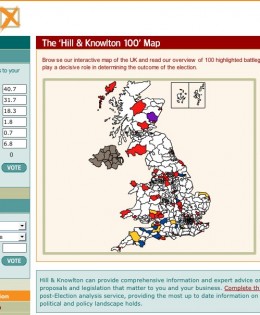 The 'Hill & Knowlton 100' Map
Browse our interactive map of the UK and read our overview of 100 highlighted battleg
play a decisive role in determining the outcome of the election.
s to your
40.7
31.7
18.3
1.8
0.7
6.8
0
VOTE
VOTE
Hill & Knowlton can provide comprehensive information and expert advice on
proposals and legislation that matter to you and your business. Complete th
post-Election analysis service, providing the most up to date information on
political and policy landscape holds.